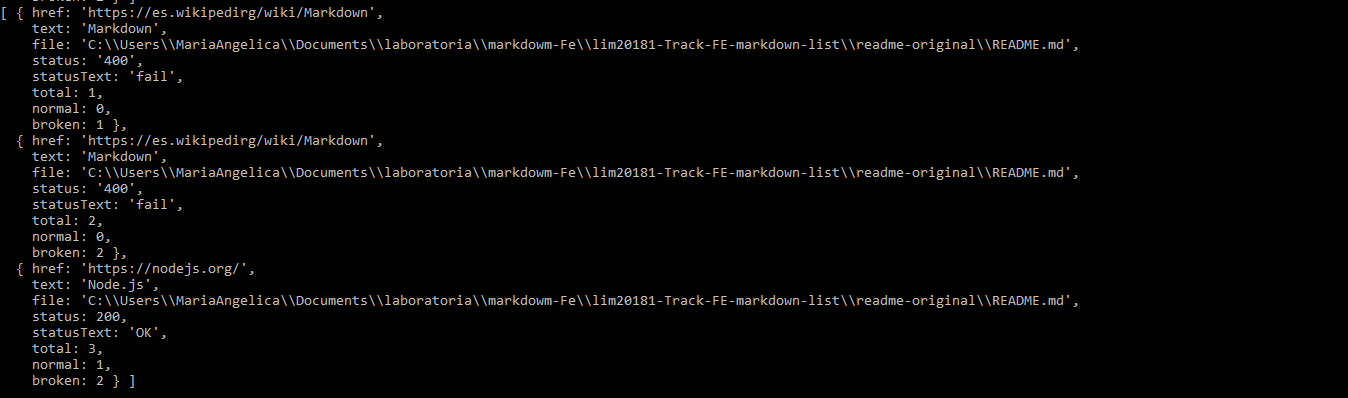 broken: 2 } ]
[ { href: 'https://es.wikipedirg/wiki/Markdown',
text: 'Markdown',
file: 'C:\\Users\\MariaAngelica\\Documents\\laboratoria\\markdowm-Fe\\lim20181-Track-FE-markdown-list\\readme-original\\README.md',
status: '400',
statusText: 'fail',
total: 1,
normal: 0,
broken: 1 },
{ href: 'https://es.wikipedirg/wiki/Markdown',
text: 'Markdown',
file: 'C:\\Users\\MariaAngelica\\Documents\\laboratoria\\markdowm-Fe\\lim20181-Track-FE-markdown-list\\readme-original\\README.md',
status: '400',
statusText: 'fail',
total: 2,
normal: 0,
broken: 2 },
{ href: 'https://nodejs.org/',
text: 'Node.js',
file: 'C:\\Users\\MariaAngelica\\Documents\\laboratoria\\markdowm-Fe\\lim20181-Track-FE-markdown-list\\readme-original\\README.md',
status: 200,
statusText: 'OK',
total: 3,
normal: 1,
broken: 2 } ]